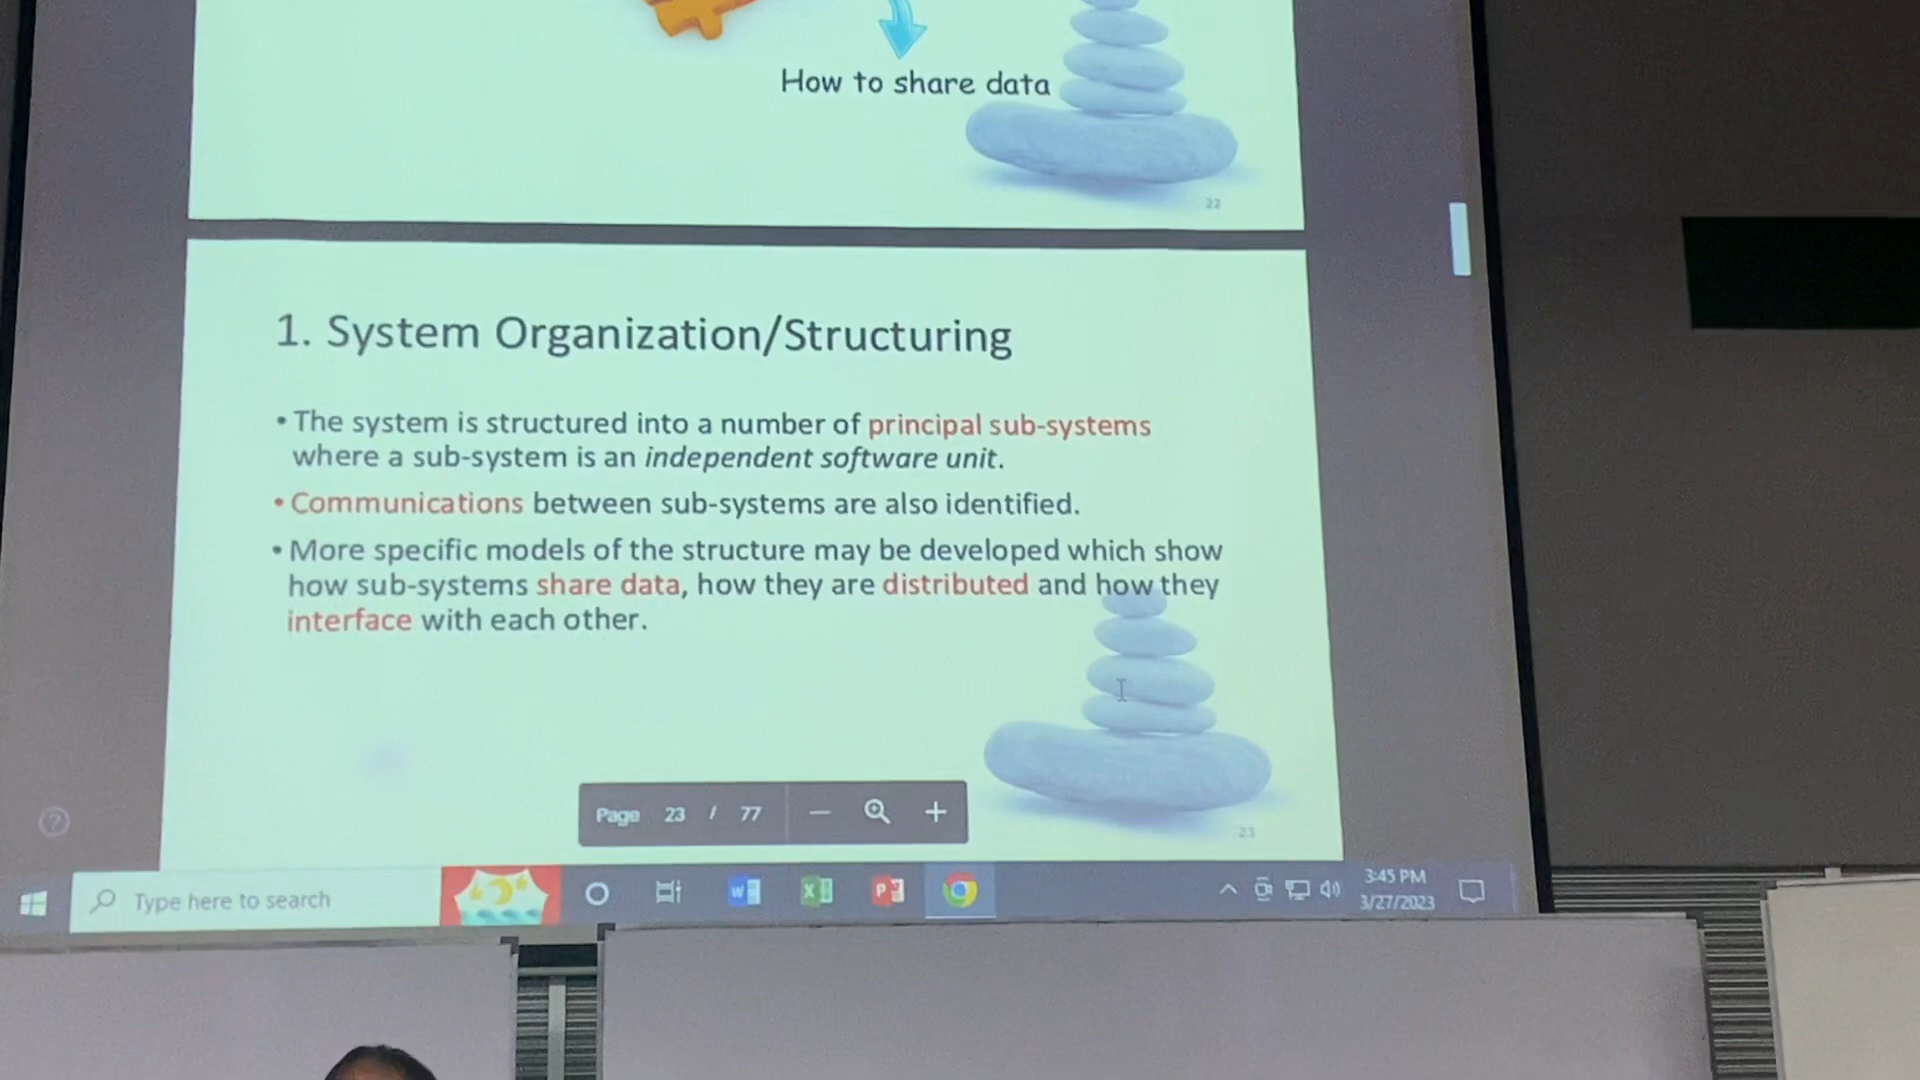 How to share data
22
1. System Organization/Structuring
• The system is structured into a number of principal sub-systems
where a sub-system is an independent software unit.
• Communications between sub-systems are also identified.
• More specific models of the structure may be developed which show
how sub-systems share data, how they are distributed and how they
interface with each other.
Page 23 / 77
23
Type here to search
3:45 PM
3/27/2023